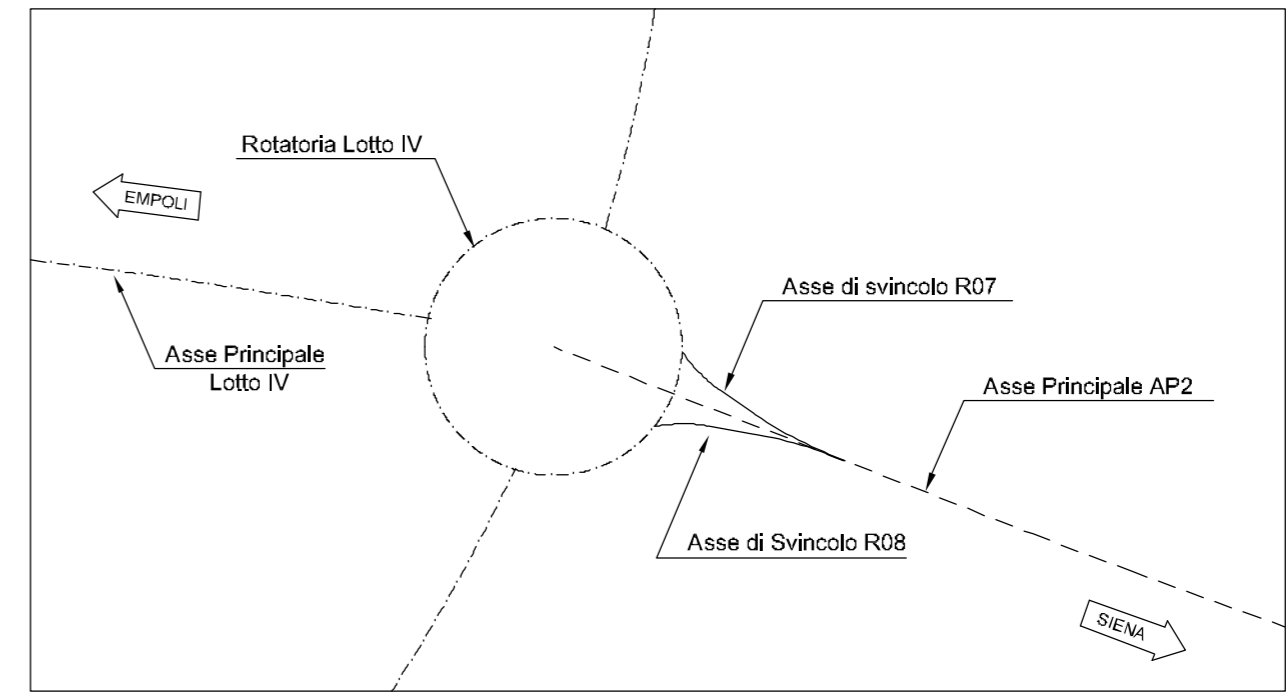 Rotatoria Lotto IV
EMPOLI
Asse di svincolo R07
Asse Principale
Lotto IV
Asse Principale AP2
Asse di Svincolo R08
SIENA